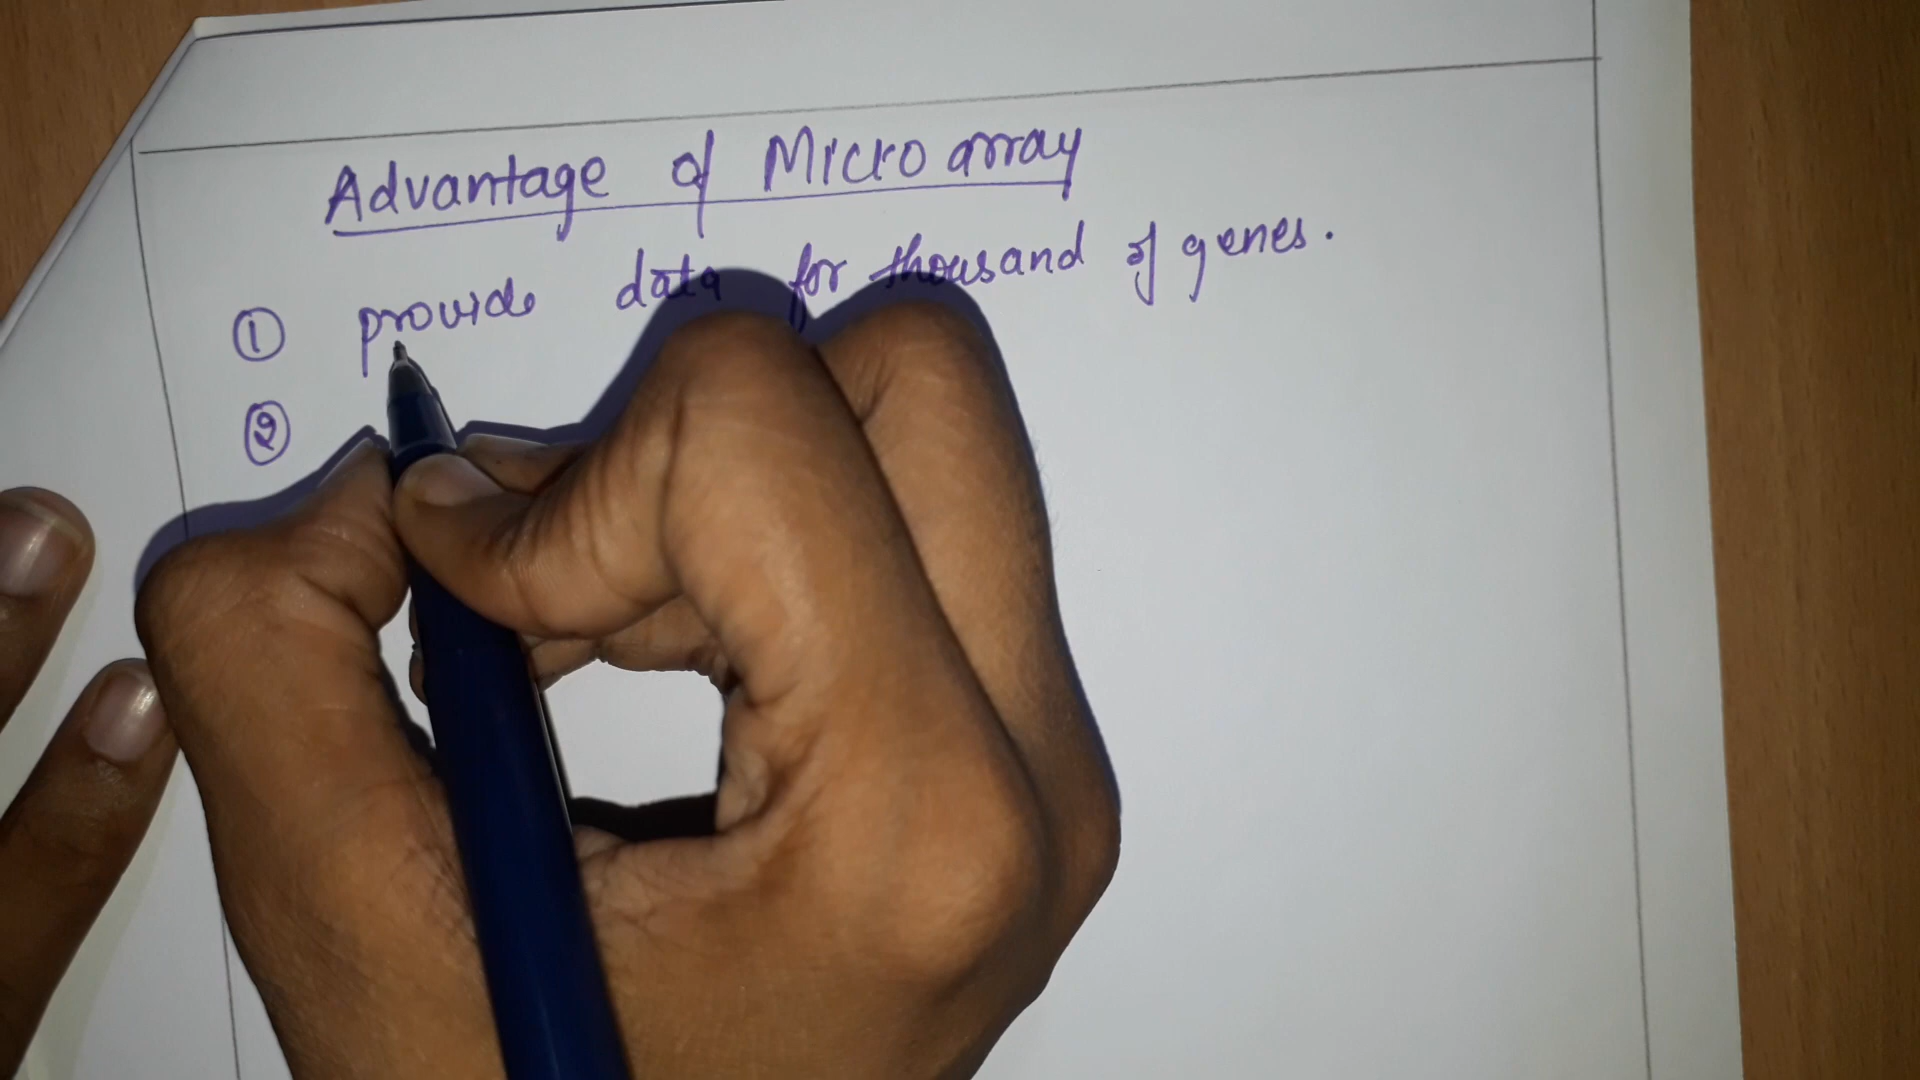 Advantage of Micro array
① provide data for thousand of genes.
②